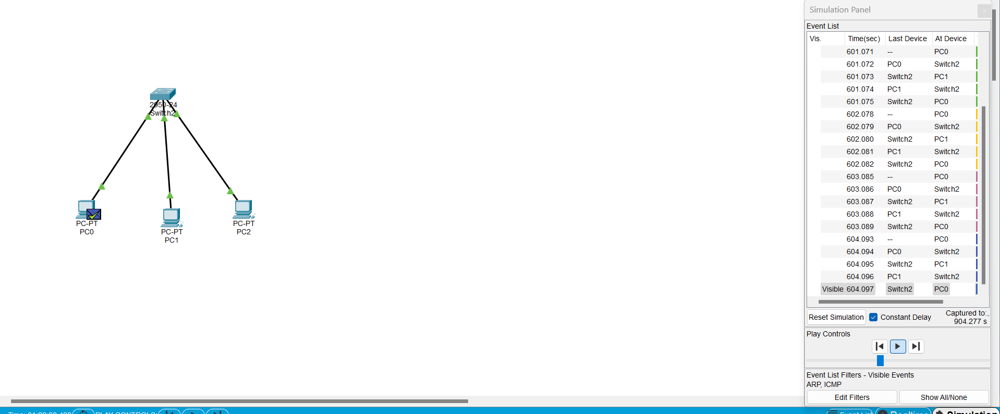 Simulation Panel
Event List
Vis. Time(sec) Last Device At Device
601.071 -- PC0
601.072 PC0 Switch2
601.073 Switch2 PC1
601.074 PC1 Switch2
601.075 Switch2 PC0
602.078 -- PC0
602.079 PC0 Switch2
602.080 Switch2 PC1
602.081 PC1 Switch2
602.082 Switch2 PC0
603.085 -- PC0
603.086 PC0 Switch2
603.087 Switch2 PC1
603.088 PC1 Switch2
603.089 Switch2 PC0
604.093 -- PC0
604.094 PC0 Switch2
604.095 Switch2 PC1
604.096 PC1 Switch2
Visible 604.097 Switch2 PC0
Reset Simulation Constant Delay Captured to:
904.277 s
Play Controls
Event List Filters - Visible Events
ARP, ICMP
Edit Filters Show All/None
2950-24
Switch2
PC-PT
PC0
PC-PT
PC1
PC-PT
PC2
PLAY CONTROLS: Event List Realtime Simulation